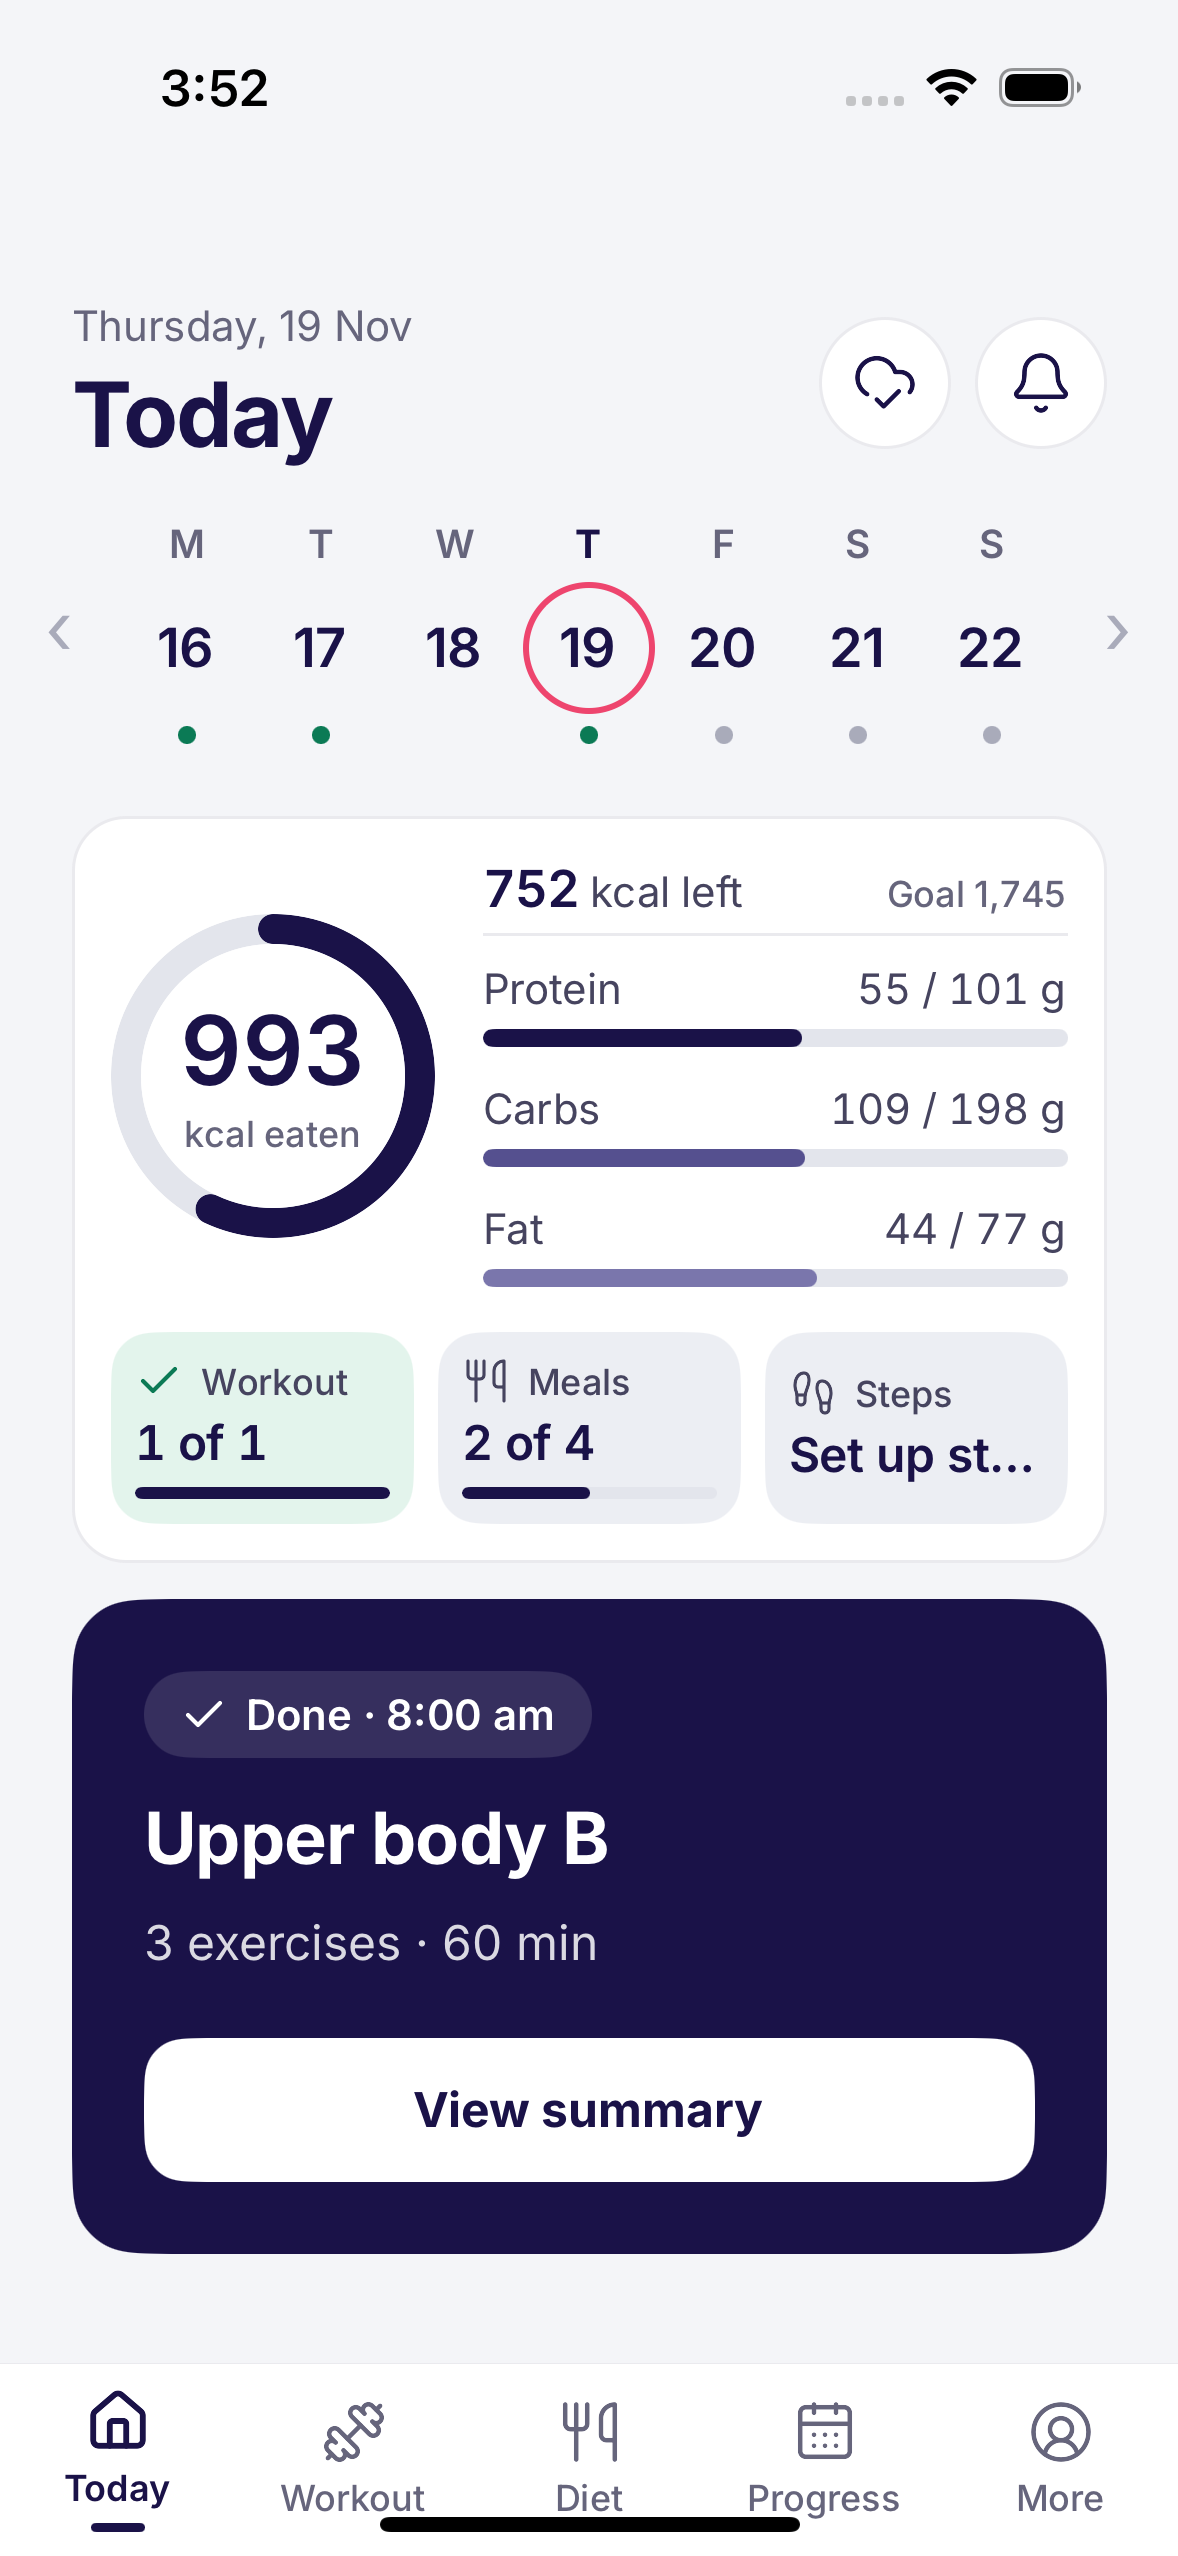 3:52
Thursday, 19 Nov
Today
M T W T F S S
16 17 18 19 20 21 22
752 kcal left Goal 1,745
993
kcal eaten
Protein 55 / 101 g
Carbs 109 / 198 g
Fat 44 / 77 g
Workout
1 of 1
Meals
2 of 4
Steps
Set up st...
Done · 8:00 am
Upper body B
3 exercises · 60 min
View summary
Today Workout Diet Progress More